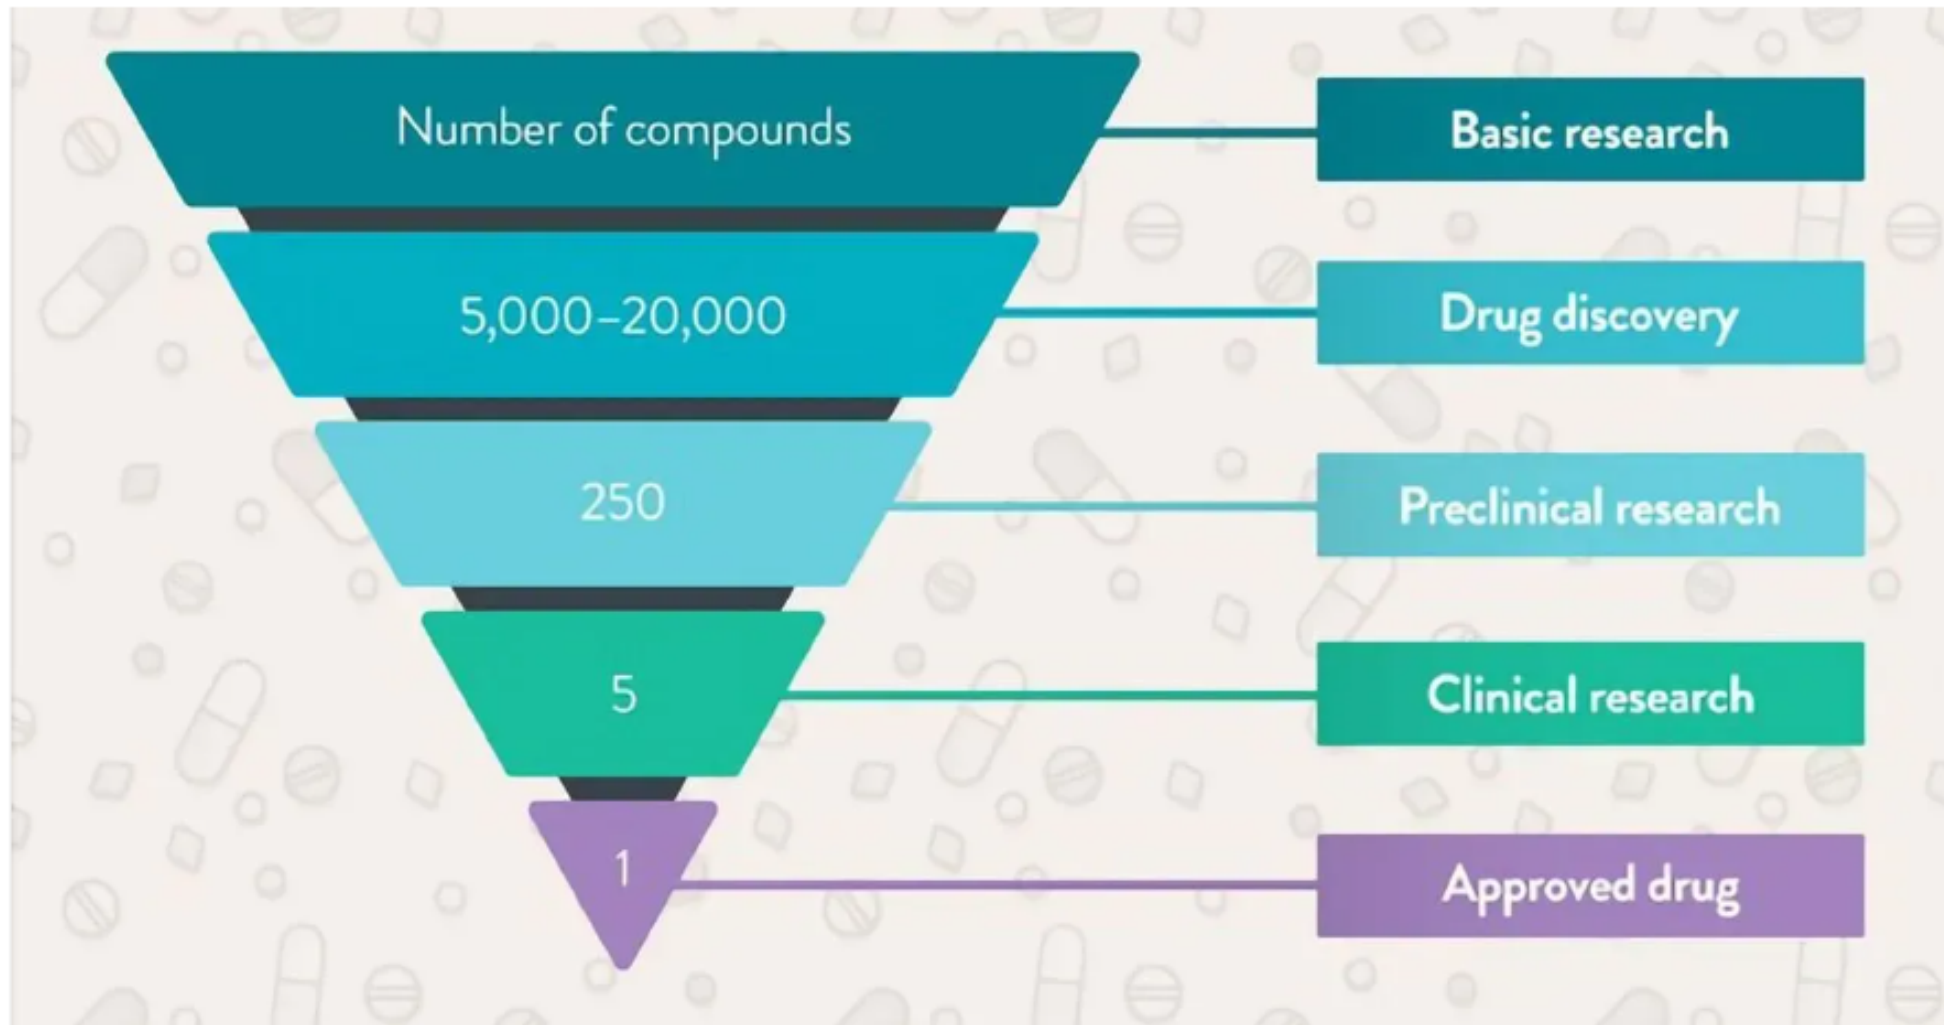 Number of compounds
Basic research
5,000–20,000
Drug discovery
250
Preclinical research
5
Clinical research
1
Approved drug